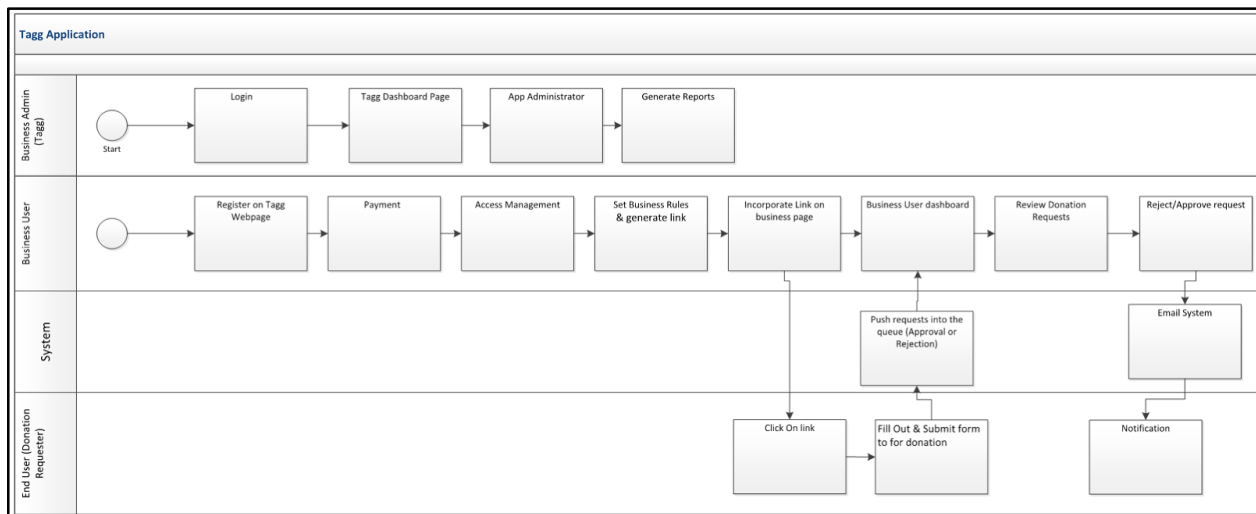 Tagg Application
Business Admin
(Tagg)
Start
Login
Tagg Dashboard Page
App Administrator
Generate Reports
Business User
Register on Tagg
Webpage
Payment
Access Management
Set Business Rules
& generate link
Incorporate Link on
business page
Business User dashboard
Review Donation
Requests
Reject/Approve request
System
Push requests into the
queue (Approval or
Rejection)
Email System
End User (Donation
Requester)
Click On link
Fill Out & Submit form
to for donation
Notification